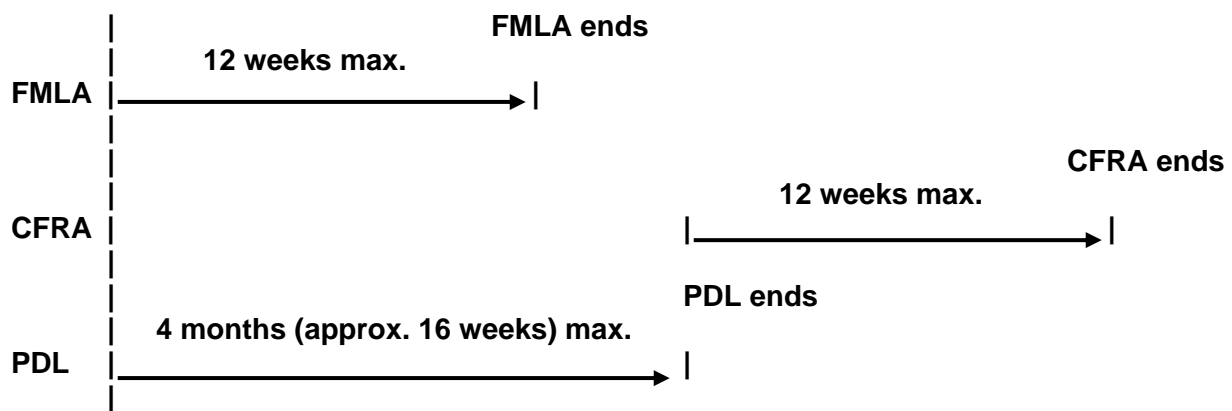 FMLA ends
12 weeks max.
FMLA
CFRA ends
12 weeks max.
CFRA
PDL ends
4 months (approx. 16 weeks) max.
PDL